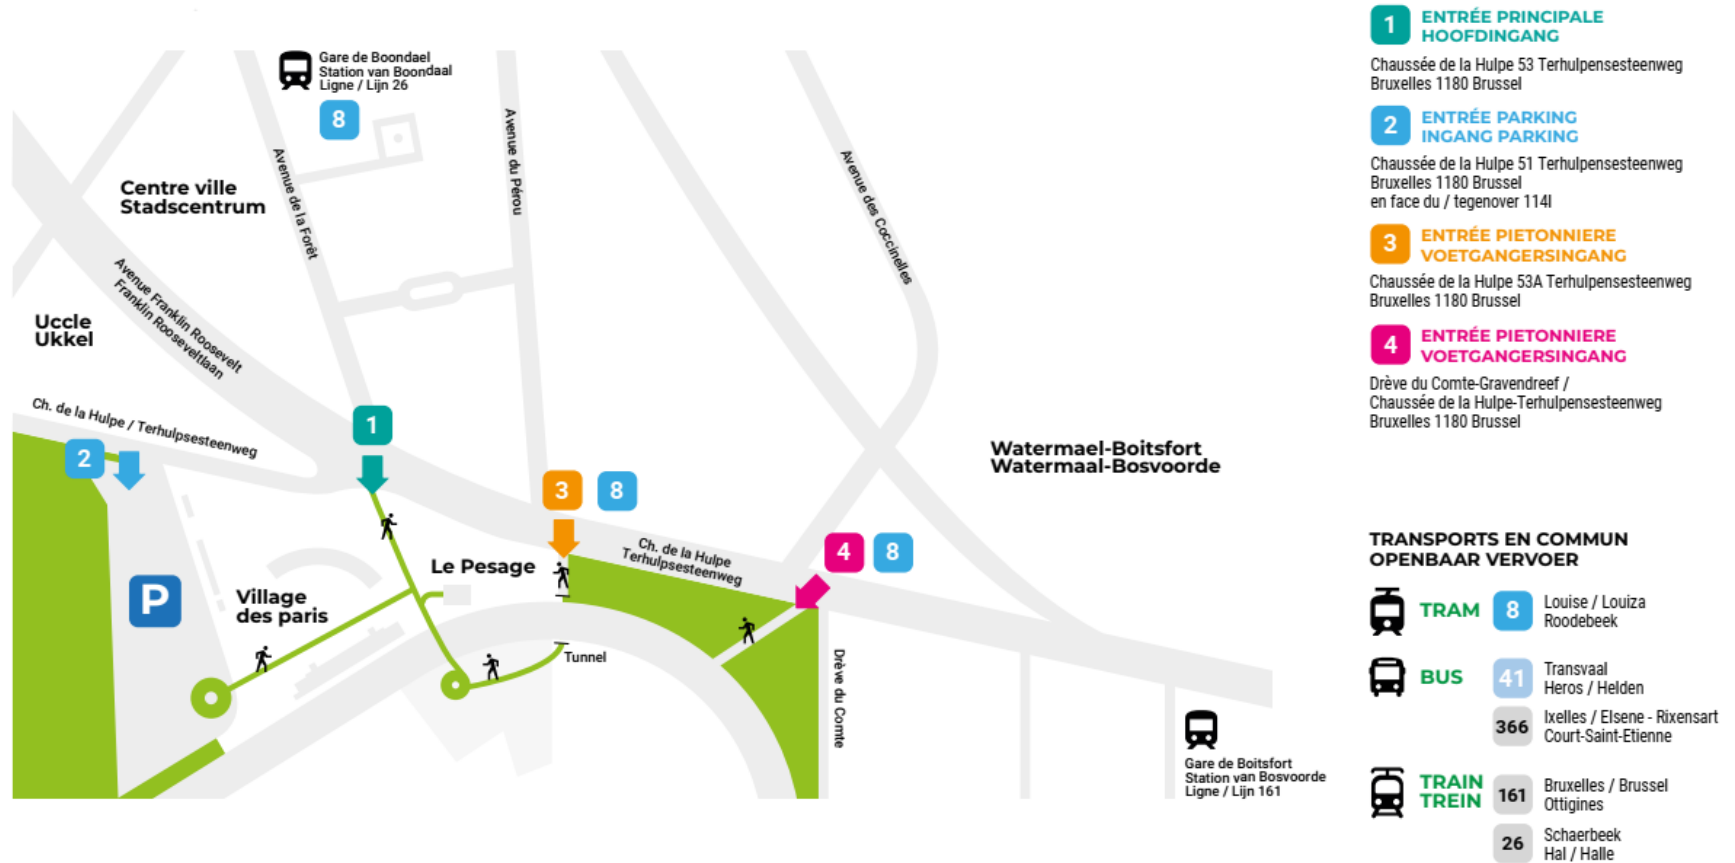 Gare de Boondael
Station van Boondaal
Ligne / Lijn 26
8
Centre ville
Stadscentrum
Avenue de la Forêt
Avenue du Pérou
Avenue des Coccinelles
Avenue Franklin Roosevelt
Franklin Rooseveltlaan
Uccle
Ukkel
Ch. de la Hulpe / Terhulpsesteenweg
1
2
3
8
Ch. de la Hulpe
Terhulpsesteenweg
4
8
Watermael-Boitsfort
Watermaal-Bosvoorde
Le Pesage
P
Village
des paris
Tunnel
Drève du Comte
Gare de Boitsfort
Station van Bosvoorde
Ligne / Lijn 161
1
ENTRÉE PRINCIPALE
HOOFDINGANG
Chaussée de la Hulpe 53 Terhulpensesteenweg
Bruxelles 1180 Brussel
2
ENTRÉE PARKING
INGANG PARKING
Chaussée de la Hulpe 51 Terhulpensesteenweg
Bruxelles 1180 Brussel
en face du / tegenover 114I
3
ENTRÉE PIETONNIERE
VOETGANGERSINGANG
Chaussée de la Hulpe 53A Terhulpensesteenweg
Bruxelles 1180 Brussel
4
ENTRÉE PIETONNIERE
VOETGANGERSINGANG
Drève du Comte-Gravendreef /
Chaussée de la Hulpe-Terhulpensesteenweg
Bruxelles 1180 Brussel
TRANSPORTS EN COMMUN
OPENBAAR VERVOER
TRAM
8
Louise / Louiza
Roodebeek
BUS
41
Transvaal
Heros / Helden
366
Ixelles / Elsene - Rixensart
Court-Saint-Etienne
TRAIN
TREIN
161
Bruxelles / Brussel
Ottigines
26
Schaerbeek
Hal / Halle